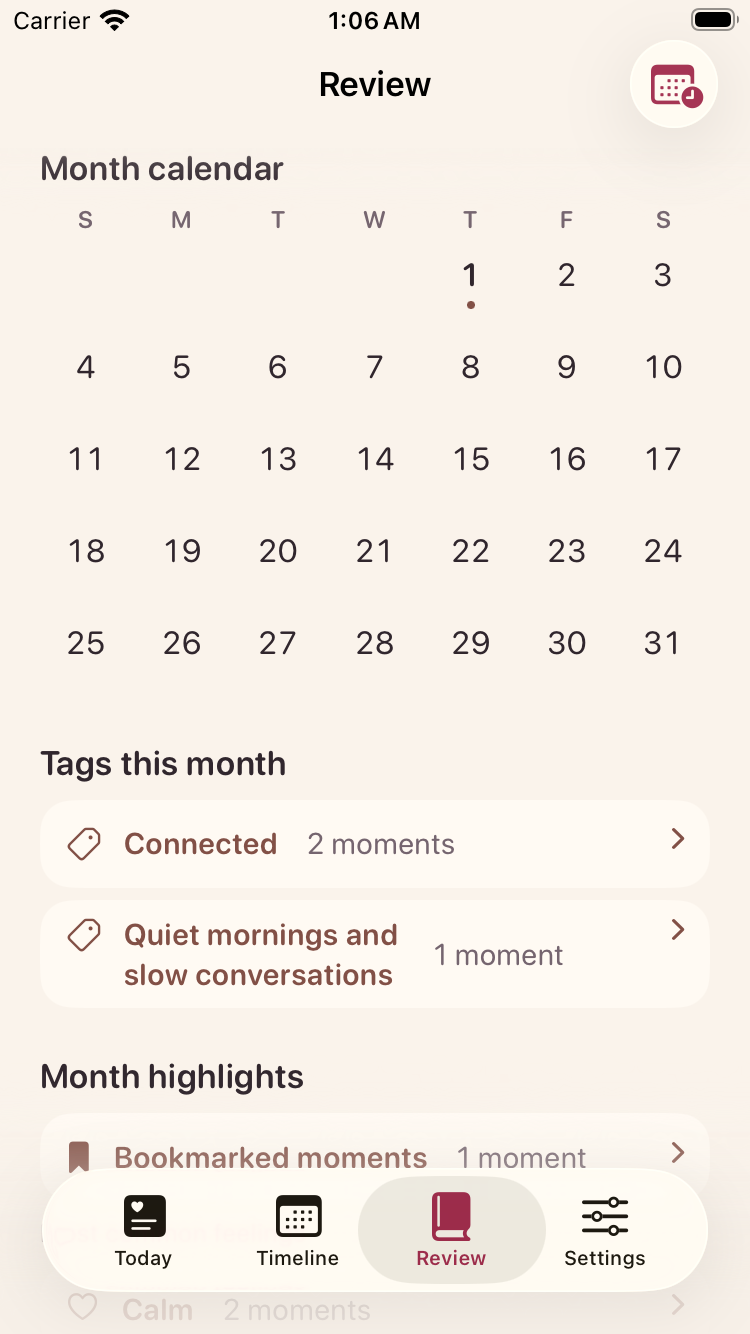 Carrier 1:06 AM
Review
Month calendar
S M T W T F S
1 2 3
4 5 6 7 8 9 10
11 12 13 14 15 16 17
18 19 20 21 22 23 24
25 26 27 28 29 30 31
Tags this month
Connected 2 moments
Quiet mornings and
slow conversations
1 moment
Month highlights
Bookmarked moments 1 moment
Today Timeline Review Settings
Calm 2 moments